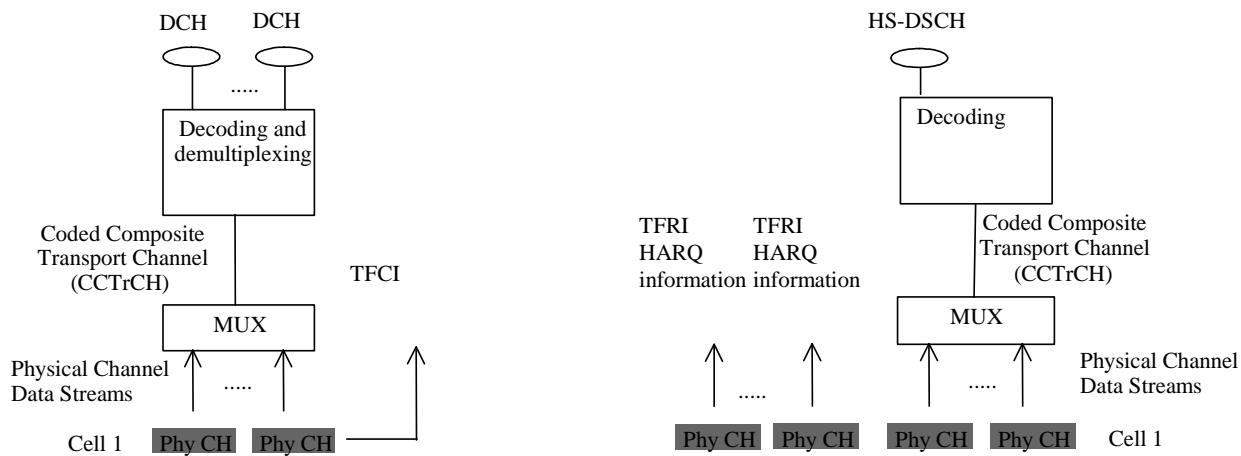 DCH DCH
.....
Decoding and
demultiplexing
Coded Composite
Transport Channel
(CCTrCH)
TFCI
MUX
Physical Channel
Data Streams
.....
Cell 1 Phy CH Phy CH
HS-DSCH
Decoding
TFRI
HARQ
information
TFRI
HARQ
information
Coded Composite
Transport Channel
(CCTrCH)
MUX
Physical Channel
Data Streams
.....
.....
Phy CH Phy CH Phy CH Phy CH Cell 1